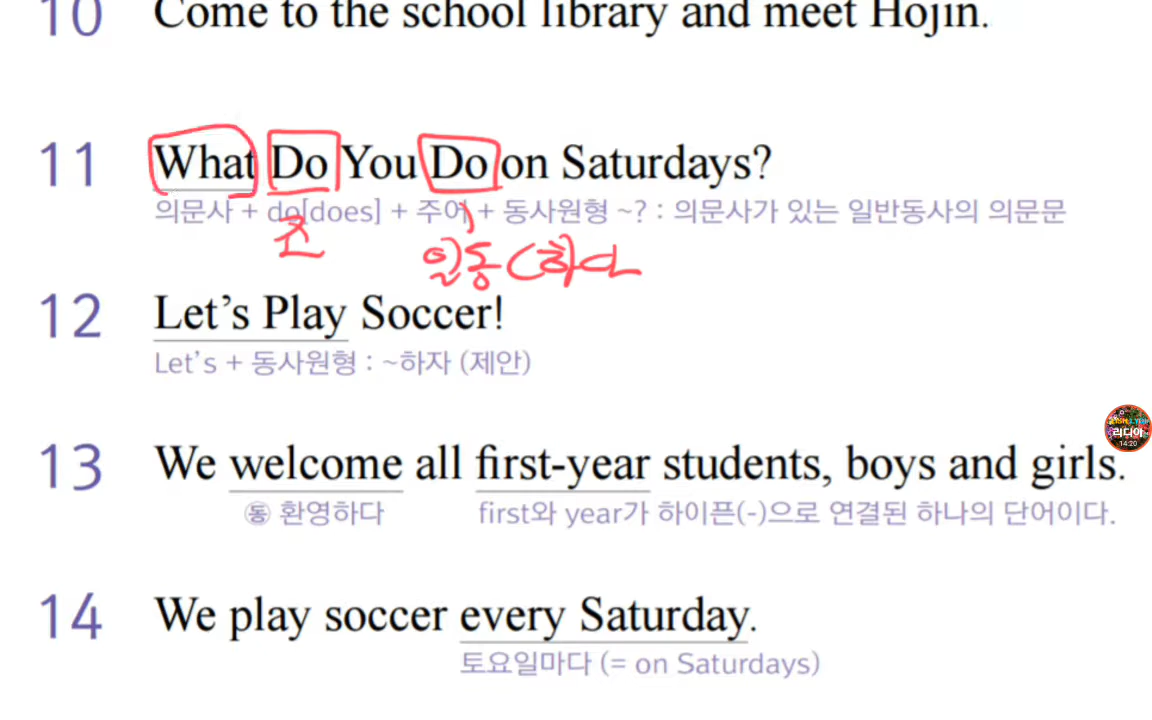 10 Come to the school library and meet Hojin.
11 What Do You Do on Saturdays?
의문사 + do[does] + 주어 + 동사원형 ~? : 의문사가 있는 일반동사의 의문문
조
일동(하다
12 Let's Play Soccer!
Let's + 동사원형 : ~하자 (제안)
13 We welcome all first-year students, boys and girls.
동 환영하다 first와 year가 하이픈(-)으로 연결된 하나의 단어이다.
리디아
14:20
14 We play soccer every Saturday.
토요일마다 (= on Saturdays)